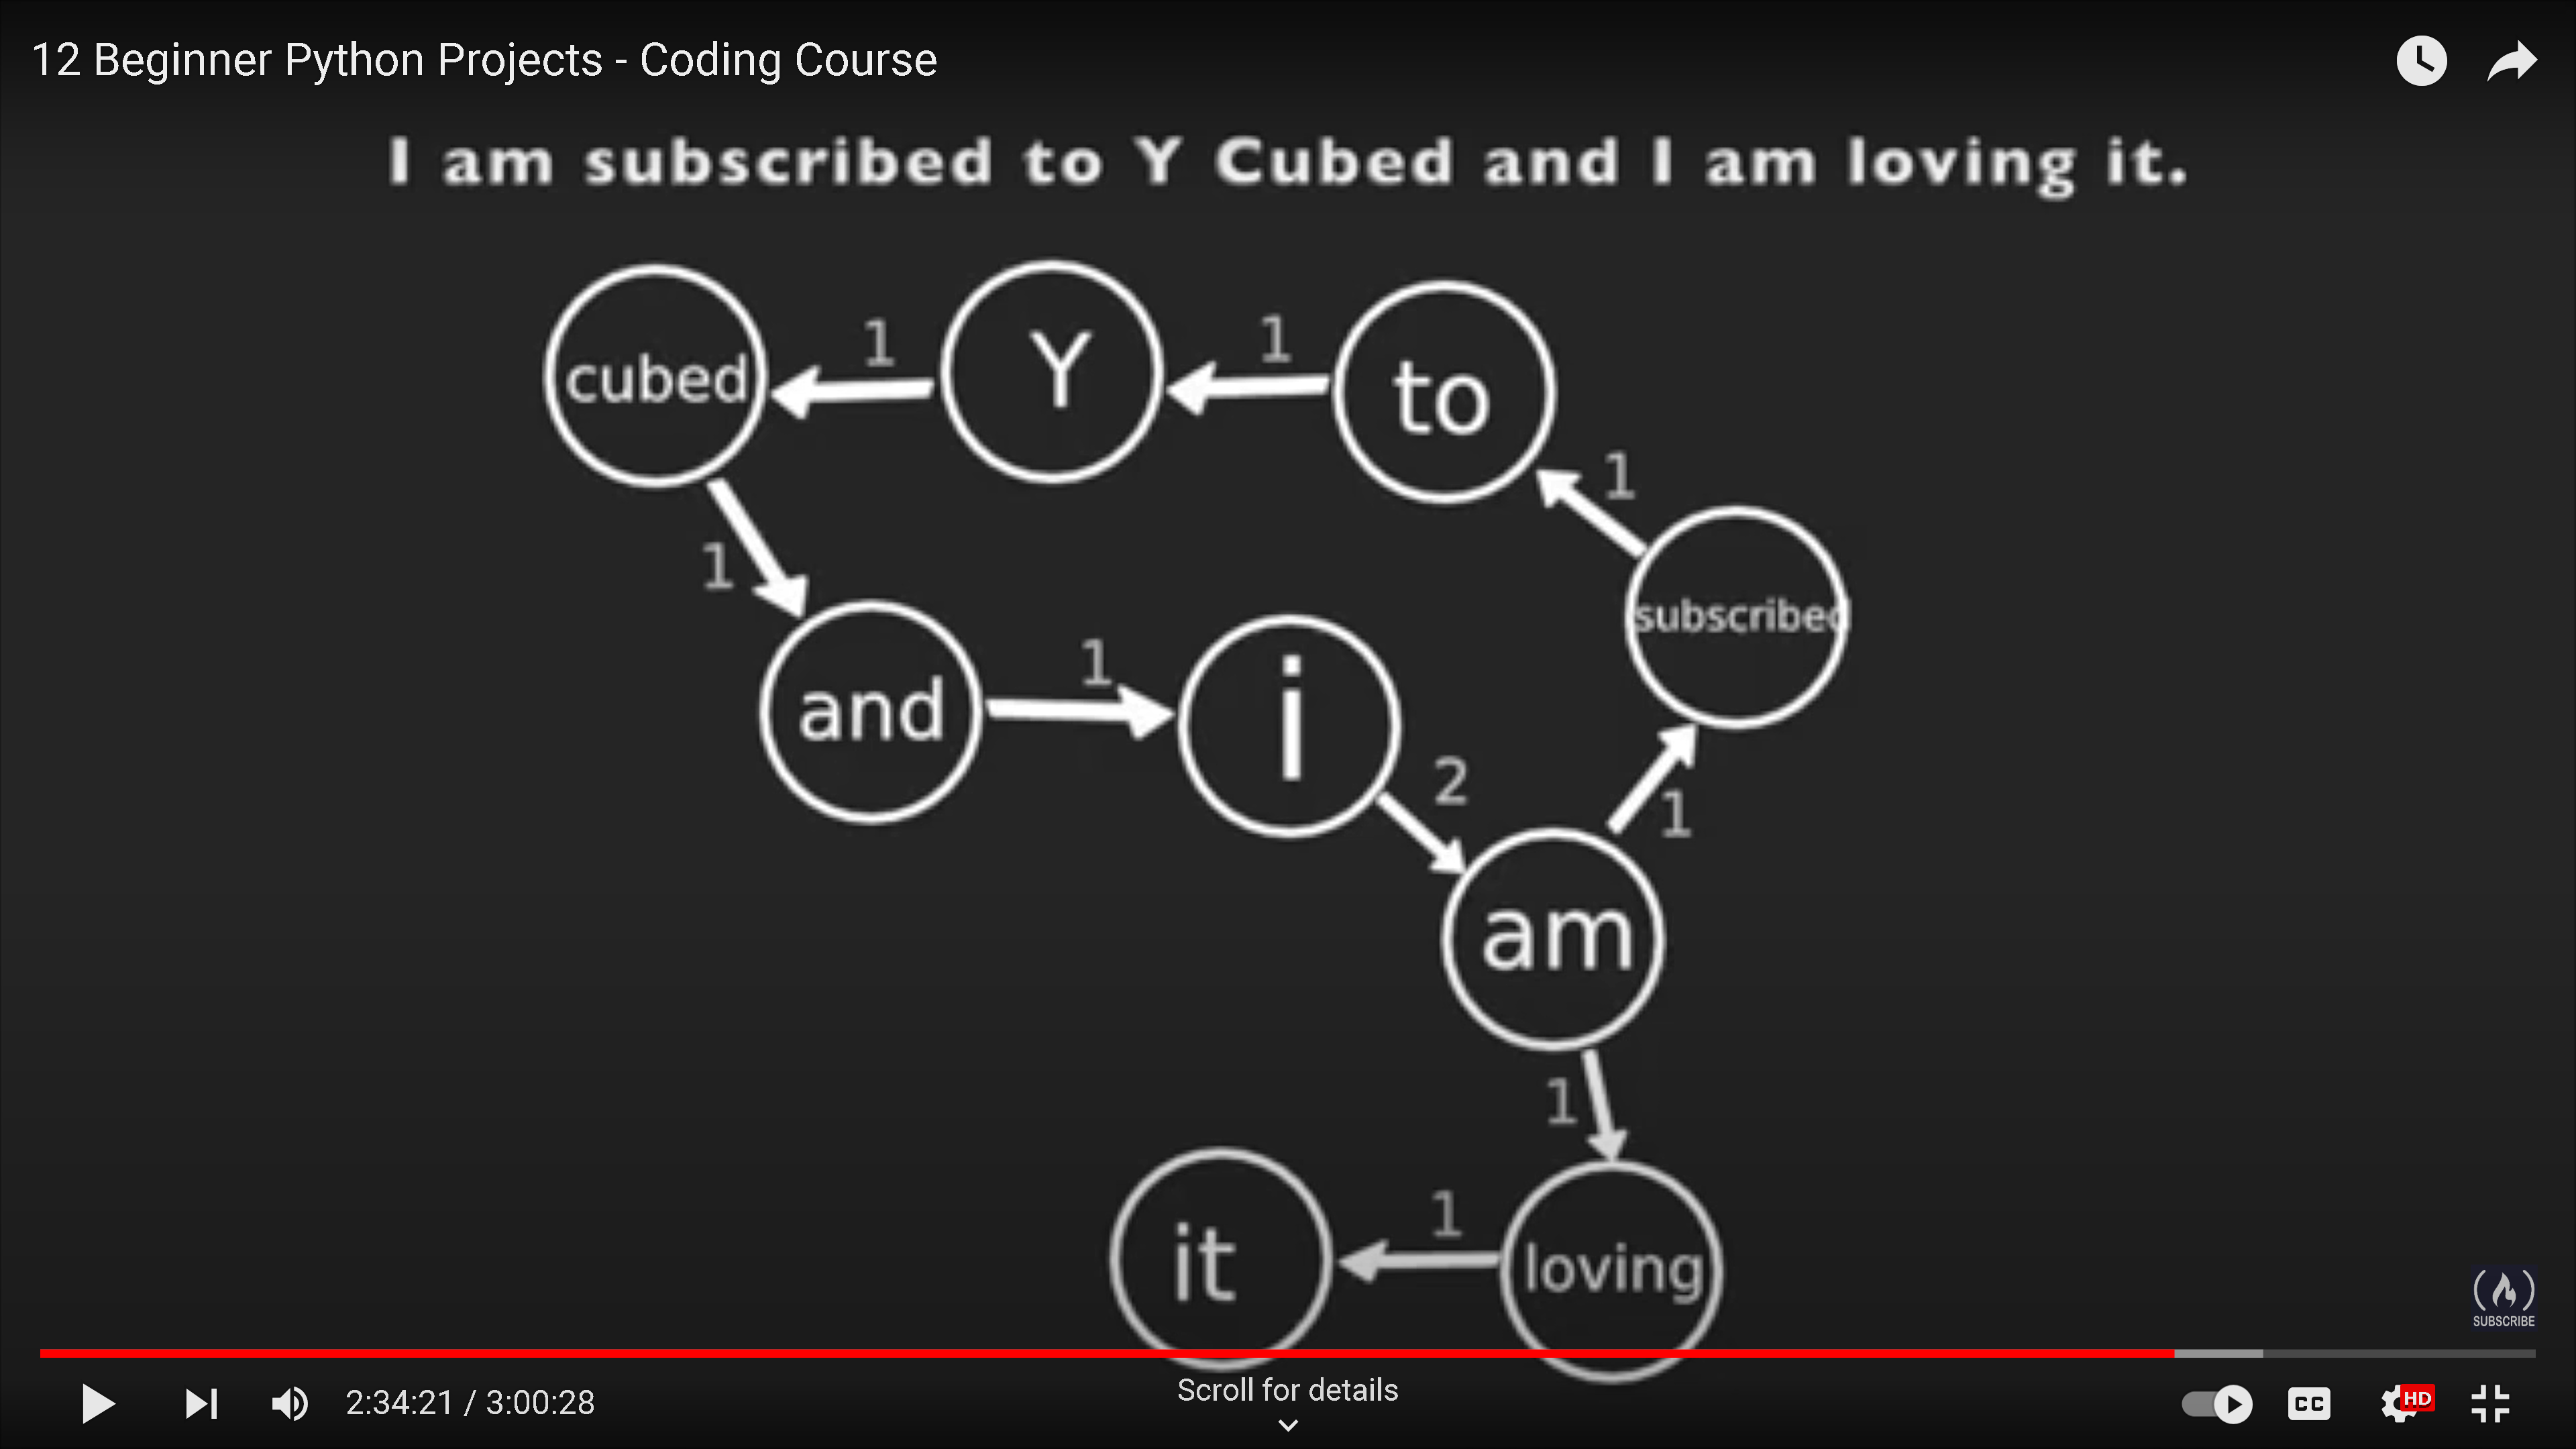 12 Beginner Python Projects - Coding Course
I am subscribed to Y Cubed and I am loving it.
cubed
1
Y
1
to
1
subscribed
1
and
1
i
2
am
1
1
it
1
loving
SUBSCRIBE
2:34:21 / 3:00:28
Scroll for details
CC
HD